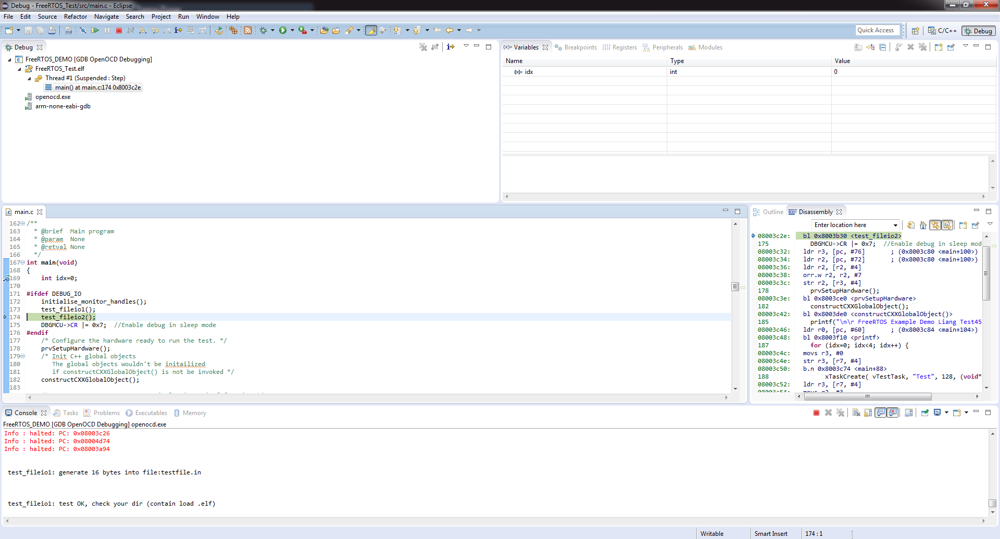 Debug - FreeRTOS_Test/src/main.c - Eclipse
File Edit Source Refactor Navigate Search Project Run Window Help
Quick Access
C/C++
Debug
Debug
FreeRTOS_DEMO [GDB OpenOCD Debugging]
FreeRTOS_Test.elf
Thread #1 (Suspended : Step)
main() at main.c:174 0x8003c2e
openocd.exe
arm-none-eabi-gdb
(x)= Variables Breakpoints Registers Peripherals Modules
Name Type Value
(x)= idx int 0
main.c
162 /**
163 * @brief Main program
164 * @param None
165 * @retval None
166 */
167 int main(void)
168 {
169 int idx=0;
170
171 #ifdef DEBUG_IO
172 initialise_monitor_handles();
173 test_fileio1();
174 test_fileio2();
175 DBGMCU->CR |= 0x7; //Enable debug in sleep mode
176 #endif
177 /* Configure the hardware ready to run the test. */
178 prvSetupHardware();
179 /* Init C++ global objects
180 The global objects wouldn't be initailized
181 if constructCXXGlobalObject() is not be invoked */
182 constructCXXGlobalObject();
183
Outline Disassembly
Enter location here
08003c2e: bl 0x8003b30 <test_fileio2>
175 DBGMCU->CR |= 0x7; //Enable debug in sleep mod
08003c32: ldr r3, [pc, #76] ; (0x8003c80 <main+100>)
08003c34: ldr r2, [pc, #72] ; (0x8003c80 <main+100>)
08003c36: ldr r2, [r2, #4]
08003c38: orr.w r2, r2, #7
08003c3c: str r2, [r3, #4]
178 prvSetupHardware();
08003c3e: bl 0x8003ce0 <prvSetupHardware>
182 constructCXXGlobalObject();
08003c42: bl 0x8003de0 <constructCXXGlobalObject()>
185 printf("\n\r FreeRTOS Example Demo Liang Test45
08003c46: ldr r0, [pc, #60] ; (0x8003c84 <main+104>)
08003c48: bl 0x8003f10 <printf>
187 for (idx=0; idx<4; idx++) {
08003c4c: movs r3, #0
08003c4e: str r3, [r7, #4]
08003c50: b.n 0x8003c74 <main+88>
188 xTaskCreate( vTestTask, "Test", 128, (void*
08003c52: ldr r3, [r7, #4]
08003c54: movs r2, #3
Console Tasks Problems Executables Memory
FreeRTOS_DEMO [GDB OpenOCD Debugging] openocd.exe
Info : halted: PC: 0x08003c26
Info : halted: PC: 0x08004d74
Info : halted: PC: 0x08003a94
test_fileio1: generate 16 bytes into file:testfile.in
test_fileio1: test OK, check your dir (contain load .elf)
Writable Smart Insert 174 : 1